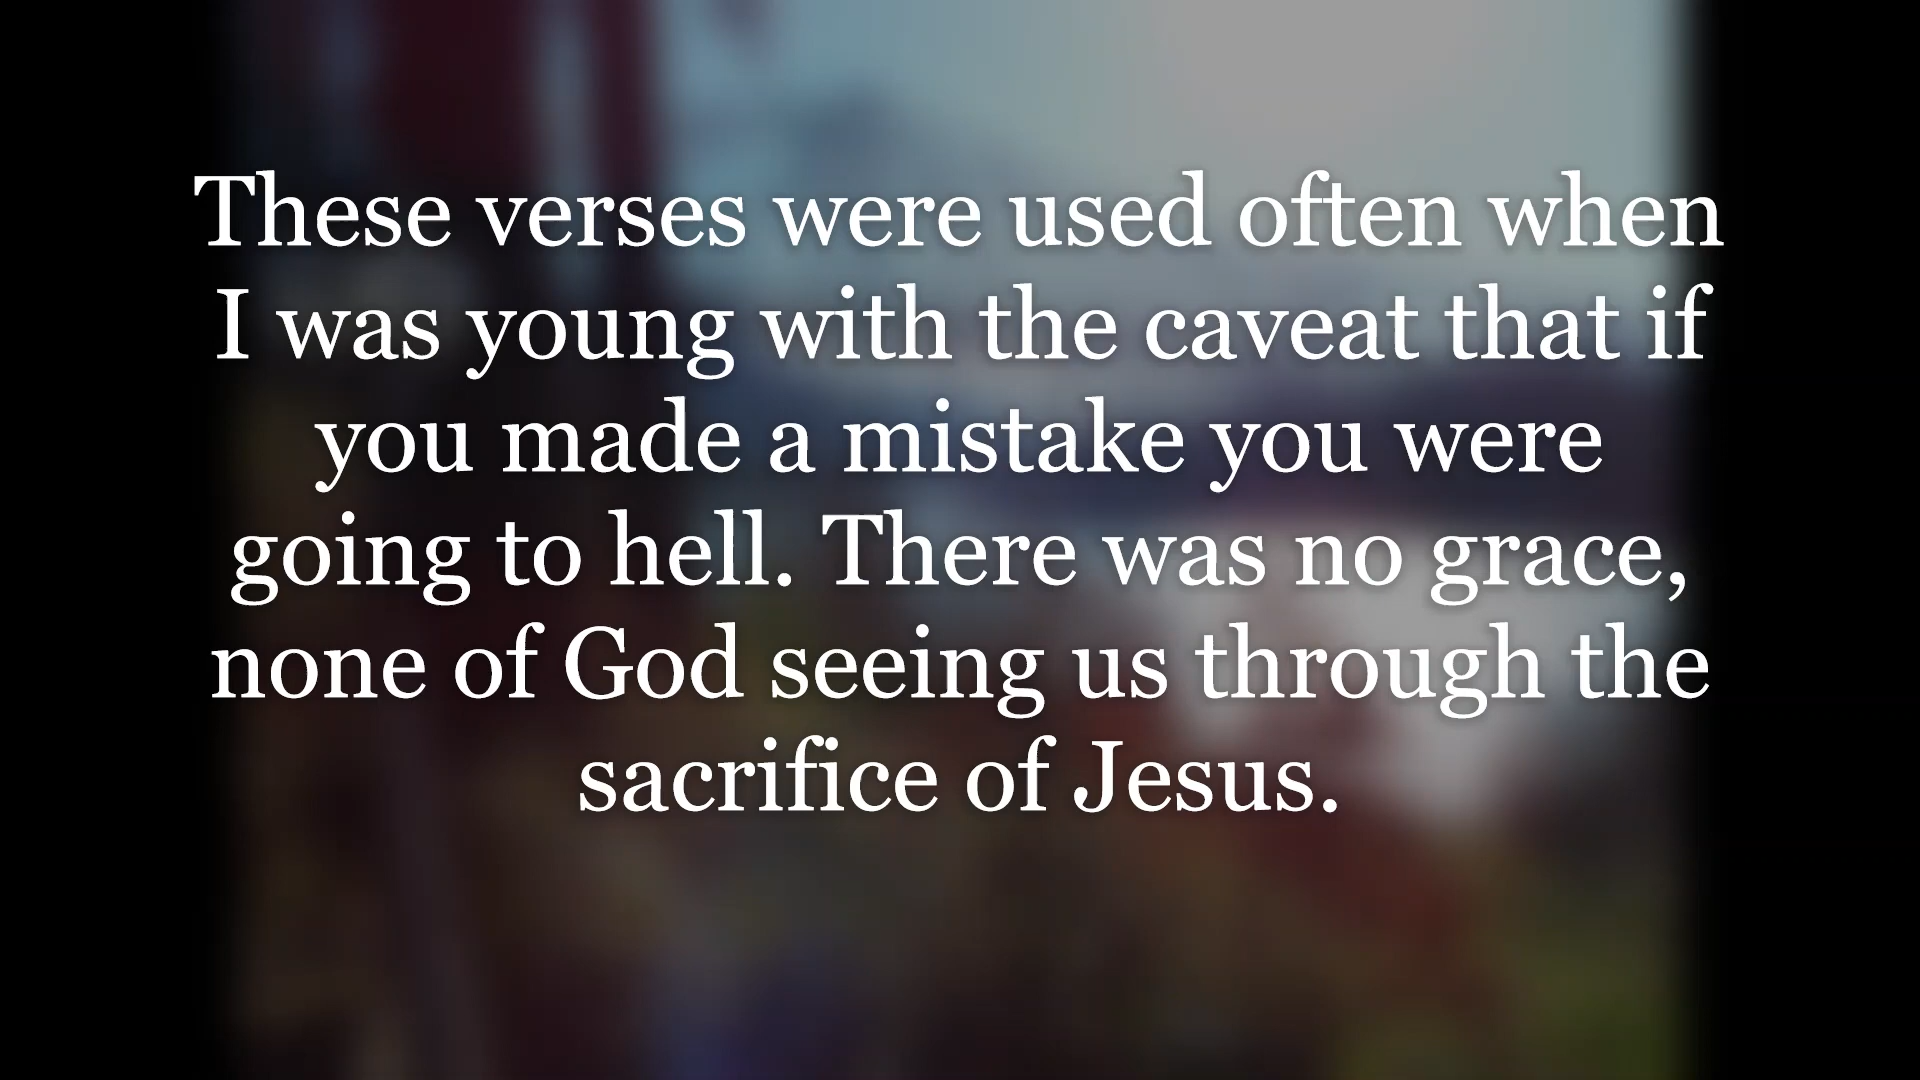 These verses were used often when
I was young with the caveat that if
you made a mistake you were
going to hell. There was no grace,
none of God seeing us through the
sacrifice of Jesus.